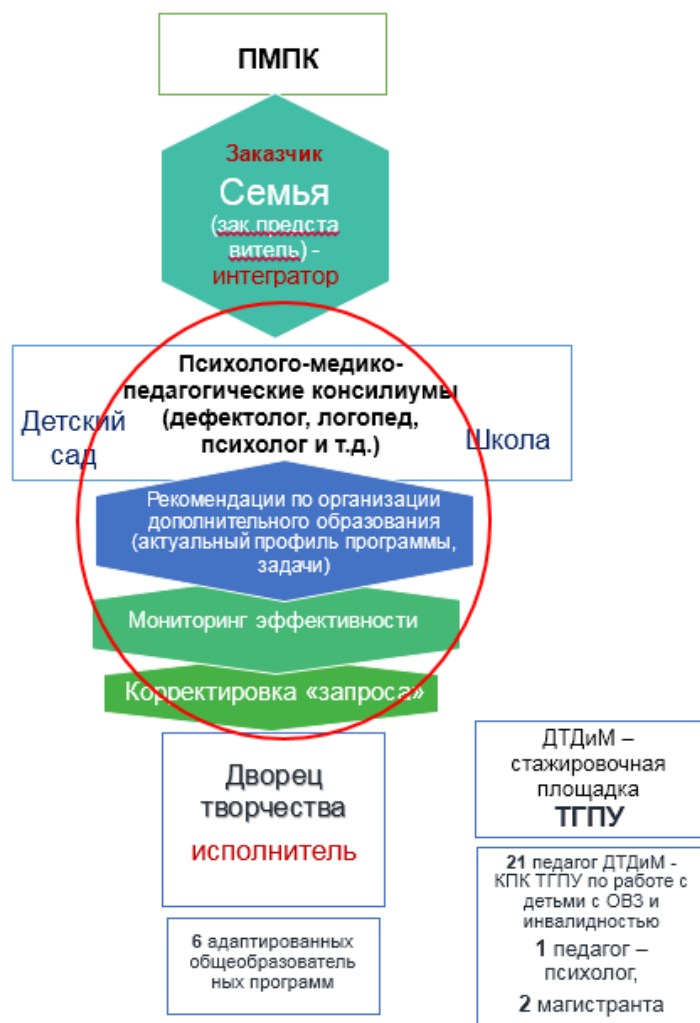 ПМПК
Заказчик
Семья
(зак.предста
витель) -
интегратор
Психолого-медико-
педагогические консилиумы
(дефектолог, логопед,
психолог и т.д.)
Детский
сад
Школа
Рекомендации по организации
дополнительного образования
(актуальный профиль программы,
задачи)
Мониторинг эффективности
Корректировка «запроса»
Дворец
творчества
исполнитель
6 адаптированных
общеобразователь
ных программ
ДТДиМ –
стажировочная
площадка
ТГПУ
21 педагог ДТДиМ -
КПК ТГПУ по работе с
детьми с ОВЗ и
инвалидностью
1 педагог –
психолог,
2 магистранта